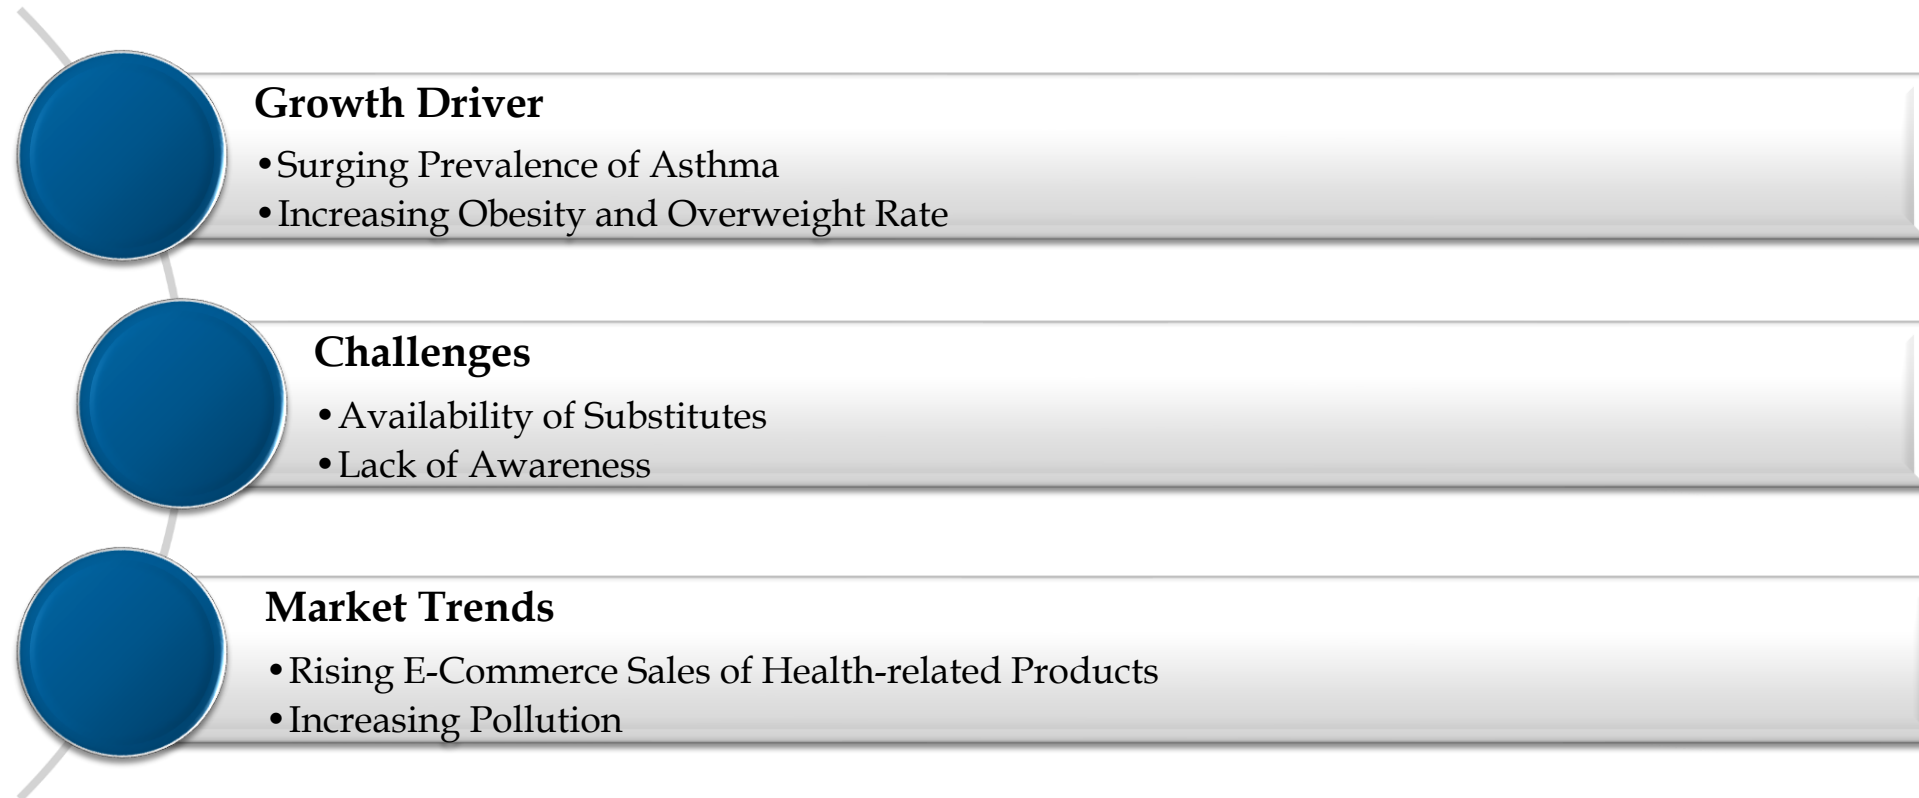 Growth Driver
•Surging Prevalence of Asthma
•Increasing Obesity and Overweight Rate
Challenges
•Availability of Substitutes
•Lack of Awareness
Market Trends
•Rising E-Commerce Sales of Health-related Products
•Increasing Pollution